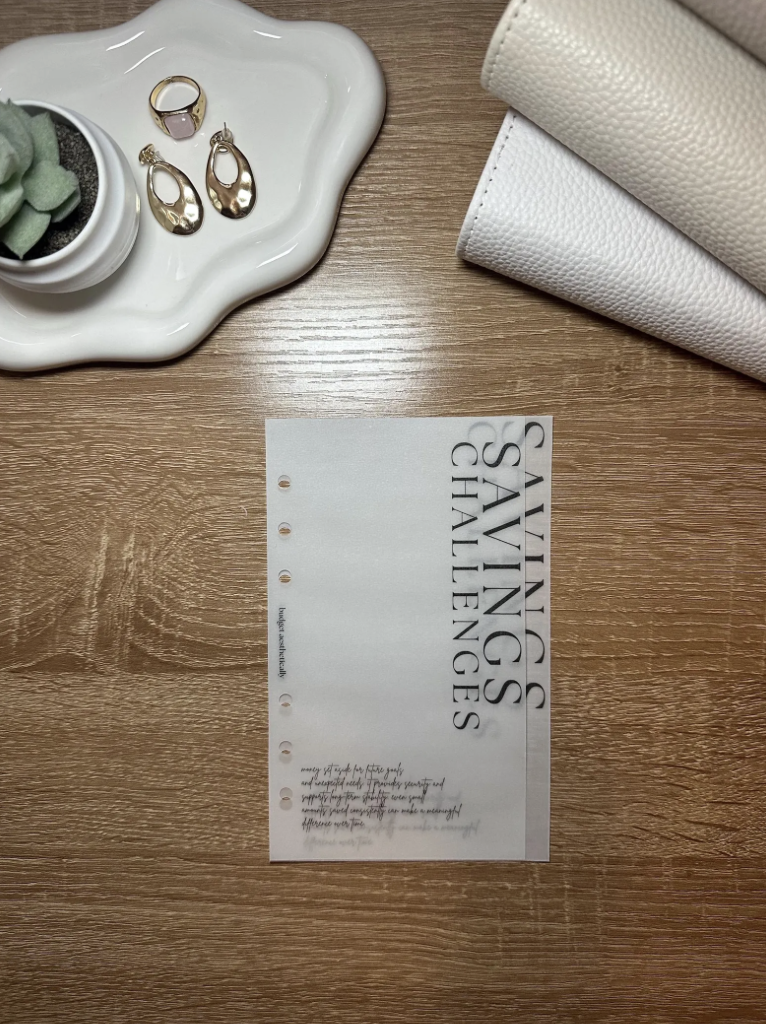 SAVINGS
SAVINGS
CHALLENGES
budget aesthetically
money set aside for future goals
and unexpected needs. it provides security and
supports long-term stability. even small
amounts saved consistently can make a meaningful
difference over time.